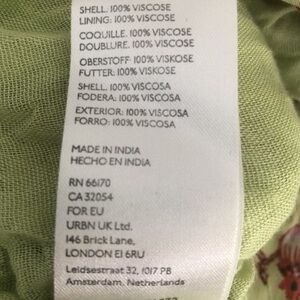 SHELL: 100% VISCOSE
LINING: 100% VISCOSE
COQUILLE: 100% VISCOSE
DOUBLURE: 100% VISCOSE
OBERSTOFF: 100% VISKOSE
FUTTER: 100% VISKOSE
SHELL: 100% VISCOSA
FODERA: 100% VISCOSA
EXTERIOR: 100% VISCOSA
FORRO: 100% VISCOSA
MADE IN INDIA
HECHO EN INDIA
RN 66170
CA 32054
FOR EU
URBN UK Ltd.
146 Brick Lane,
LONDON E1 6RU
Leidsestraat 32, 1017 PB
Amsterdam, Netherlands